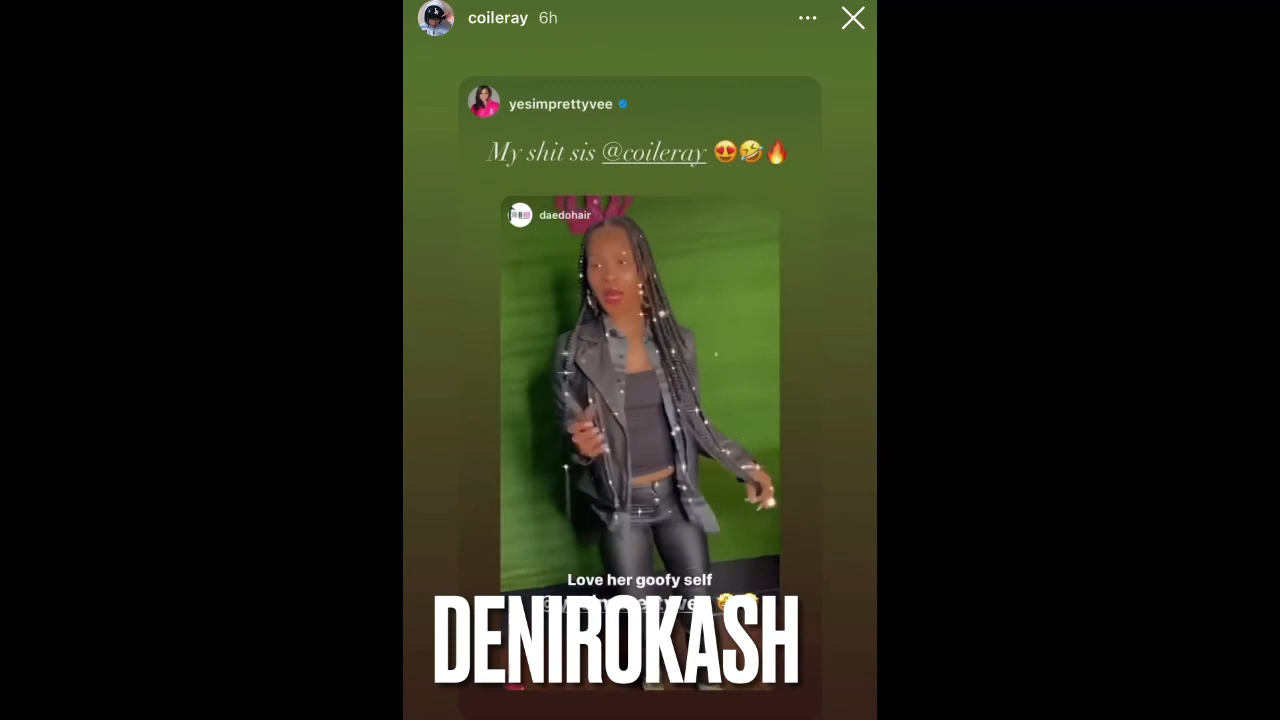 coileray 6h
yesimprettyvee
My shit sis @coileray 😍🤣🔥
daedohair
Love her goofy self
DENIROKASH